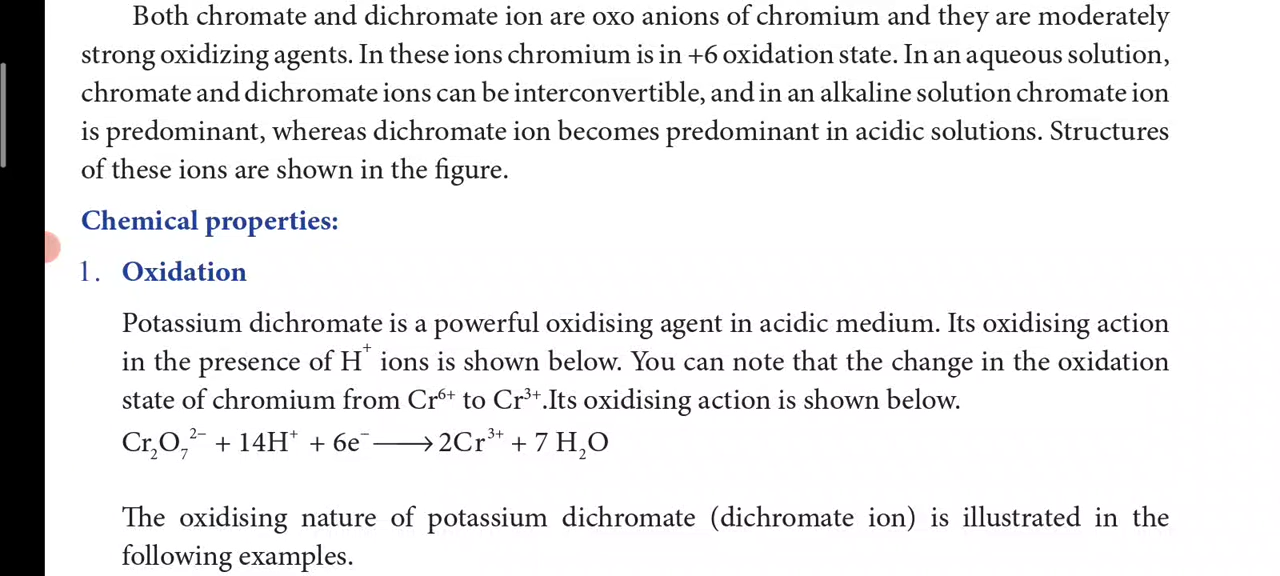 Both chromate and dichromate ion are oxo anions of chromium and they are moderately
strong oxidizing agents. In these ions chromium is in +6 oxidation state. In an aqueous solution,
chromate and dichromate ions can be interconvertible, and in an alkaline solution chromate ion
is predominant, whereas dichromate ion becomes predominant in acidic solutions. Structures
of these ions are shown in the figure.
Chemical properties:
1. Oxidation
Potassium dichromate is a powerful oxidising agent in acidic medium. Its oxidising action
in the presence of H⁺ ions is shown below. You can note that the change in the oxidation
state of chromium from Cr⁶⁺ to Cr³⁺.Its oxidising action is shown below.
Cr₂O₇²⁻ + 14H⁺ + 6e⁻ ⟶ 2Cr³⁺ + 7 H₂O
The oxidising nature of potassium dichromate (dichromate ion) is illustrated in the
following examples.